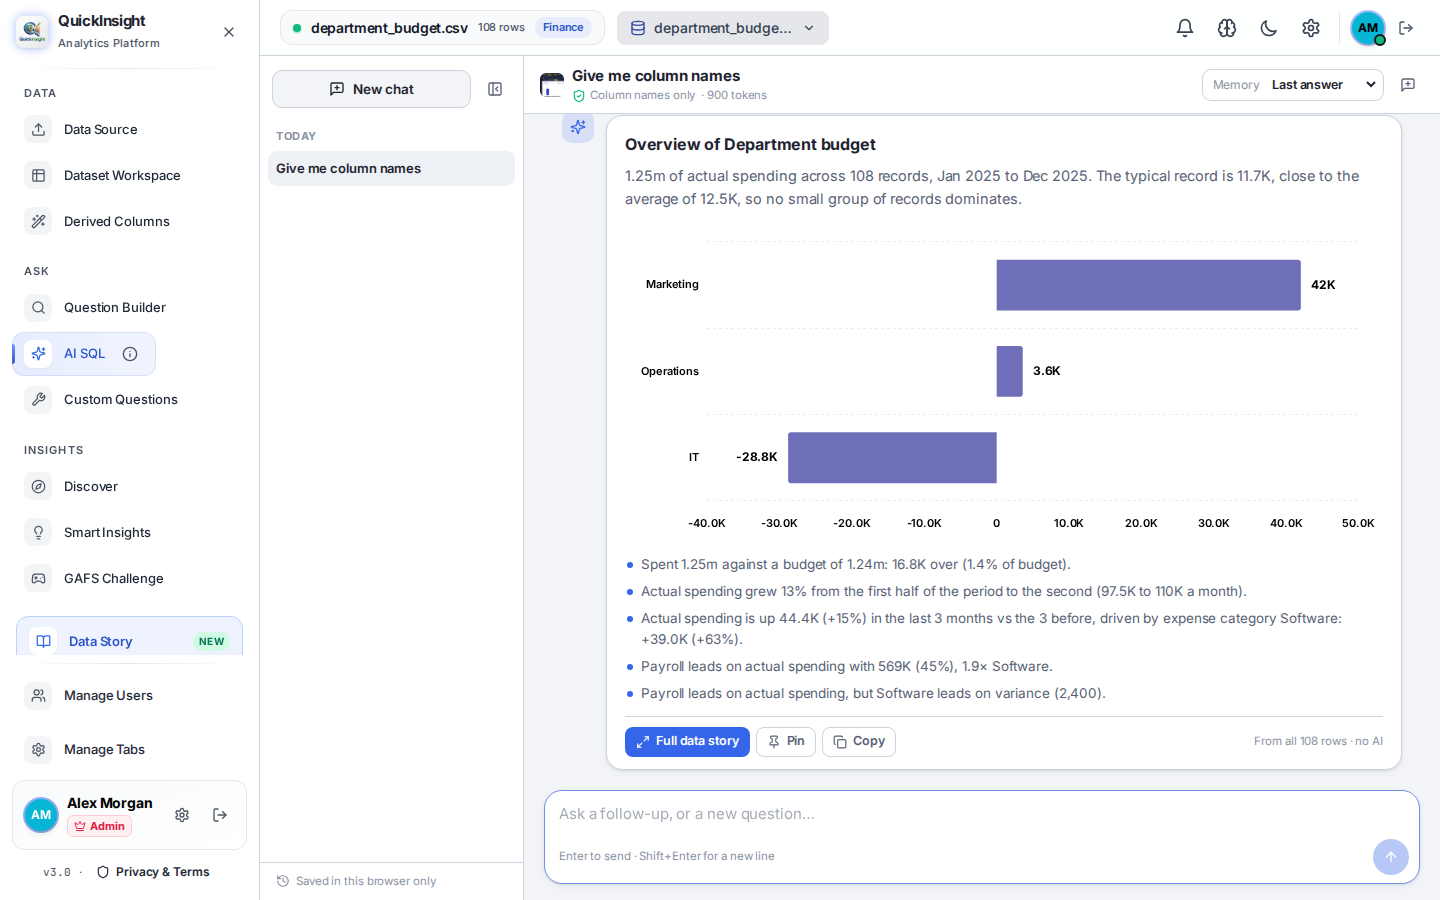 QuickInsight
Analytics Platform
DATA
Data Source
Dataset Workspace
Derived Columns
ASK
Question Builder
AI SQL
Custom Questions
INSIGHTS
Discover
Smart Insights
GAFS Challenge
Data Story NEW
Manage Users
Manage Tabs
AM Alex Morgan
Admin
v3.0 · Privacy & Terms
department_budget.csv 108 rows Finance department_budge...
AM
New chat
TODAY
Give me column names
Saved in this browser only
Give me column names
Column names only · 900 tokens
Memory Last answer
Overview of Department budget
1.25m of actual spending across 108 records, Jan 2025 to Dec 2025. The typical record is 11.7K, close to the
average of 12.5K, so no small group of records dominates.
Marketing 42K
Operations 3.6K
IT -28.8K
-40.0K -30.0K -20.0K -10.0K 0 10.0K 20.0K 30.0K 40.0K 50.0K
Spent 1.25m against a budget of 1.24m: 16.8K over (1.4% of budget).
Actual spending grew 13% from the first half of the period to the second (97.5K to 110K a month).
Actual spending is up 44.4K (+15%) in the last 3 months vs the 3 before, driven by expense category Software:
+39.0K (+63%).
Payroll leads on actual spending with 569K (45%), 1.9× Software.
Payroll leads on actual spending, but Software leads on variance (2,400).
Full data story Pin Copy From all 108 rows · no AI
Ask a follow-up, or a new question...
Enter to send · Shift+Enter for a new line